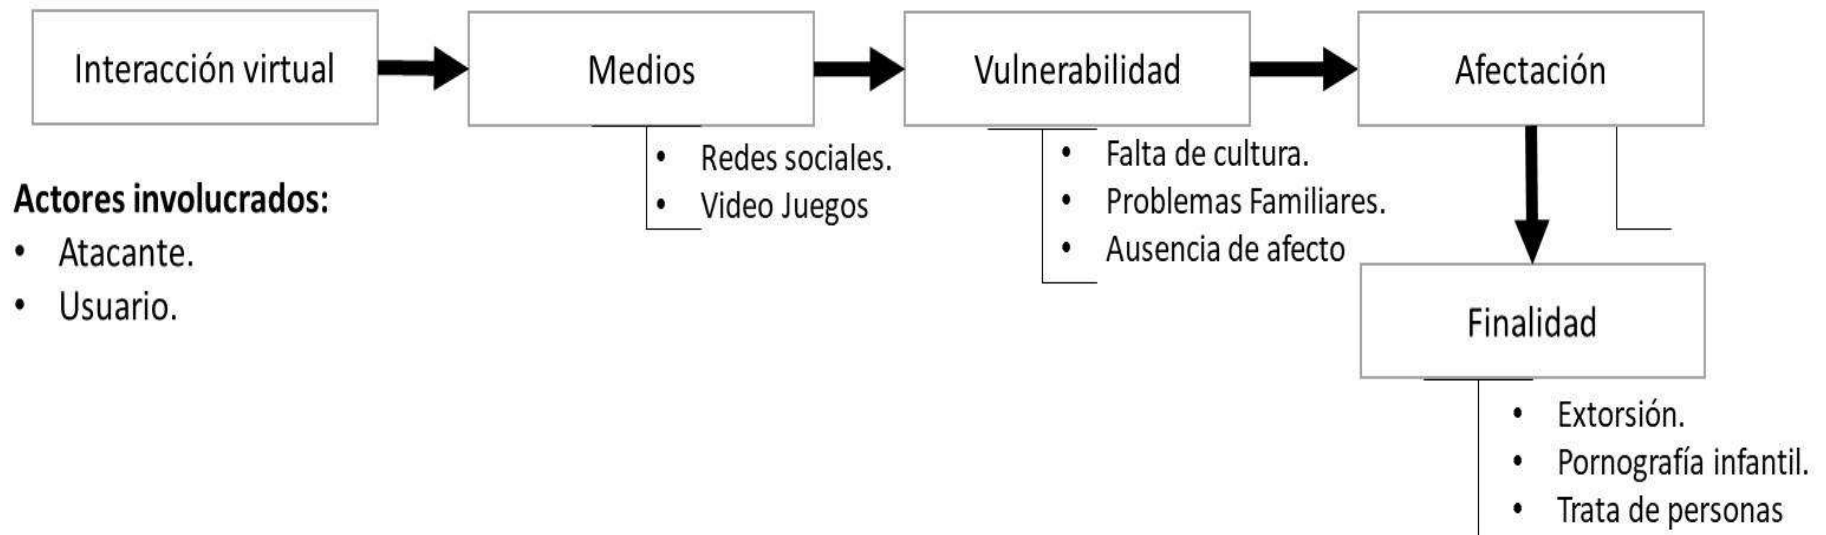 Interacción virtual
Medios
Vulnerabilidad
Afectación
Actores involucrados:
• Atacante.
• Usuario.
• Redes sociales.
• Video Juegos
• Falta de cultura.
• Problemas Familiares.
• Ausencia de afecto
Finalidad
• Extorsión.
• Pornografía infantil.
• Trata de personas